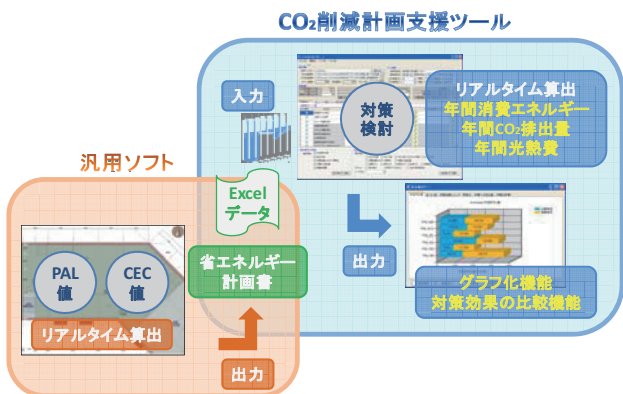 CO₂削減計画支援ツール
入力
対策
検討
リアルタイム算出
年間消費エネルギー
年間CO₂排出量
年間光熱費
汎用ソフト
Excel
データ
PAL
値
CEC
値
リアルタイム算出
省エネルギー
計画書
出力
出力
グラフ化機能
対策効果の比較機能